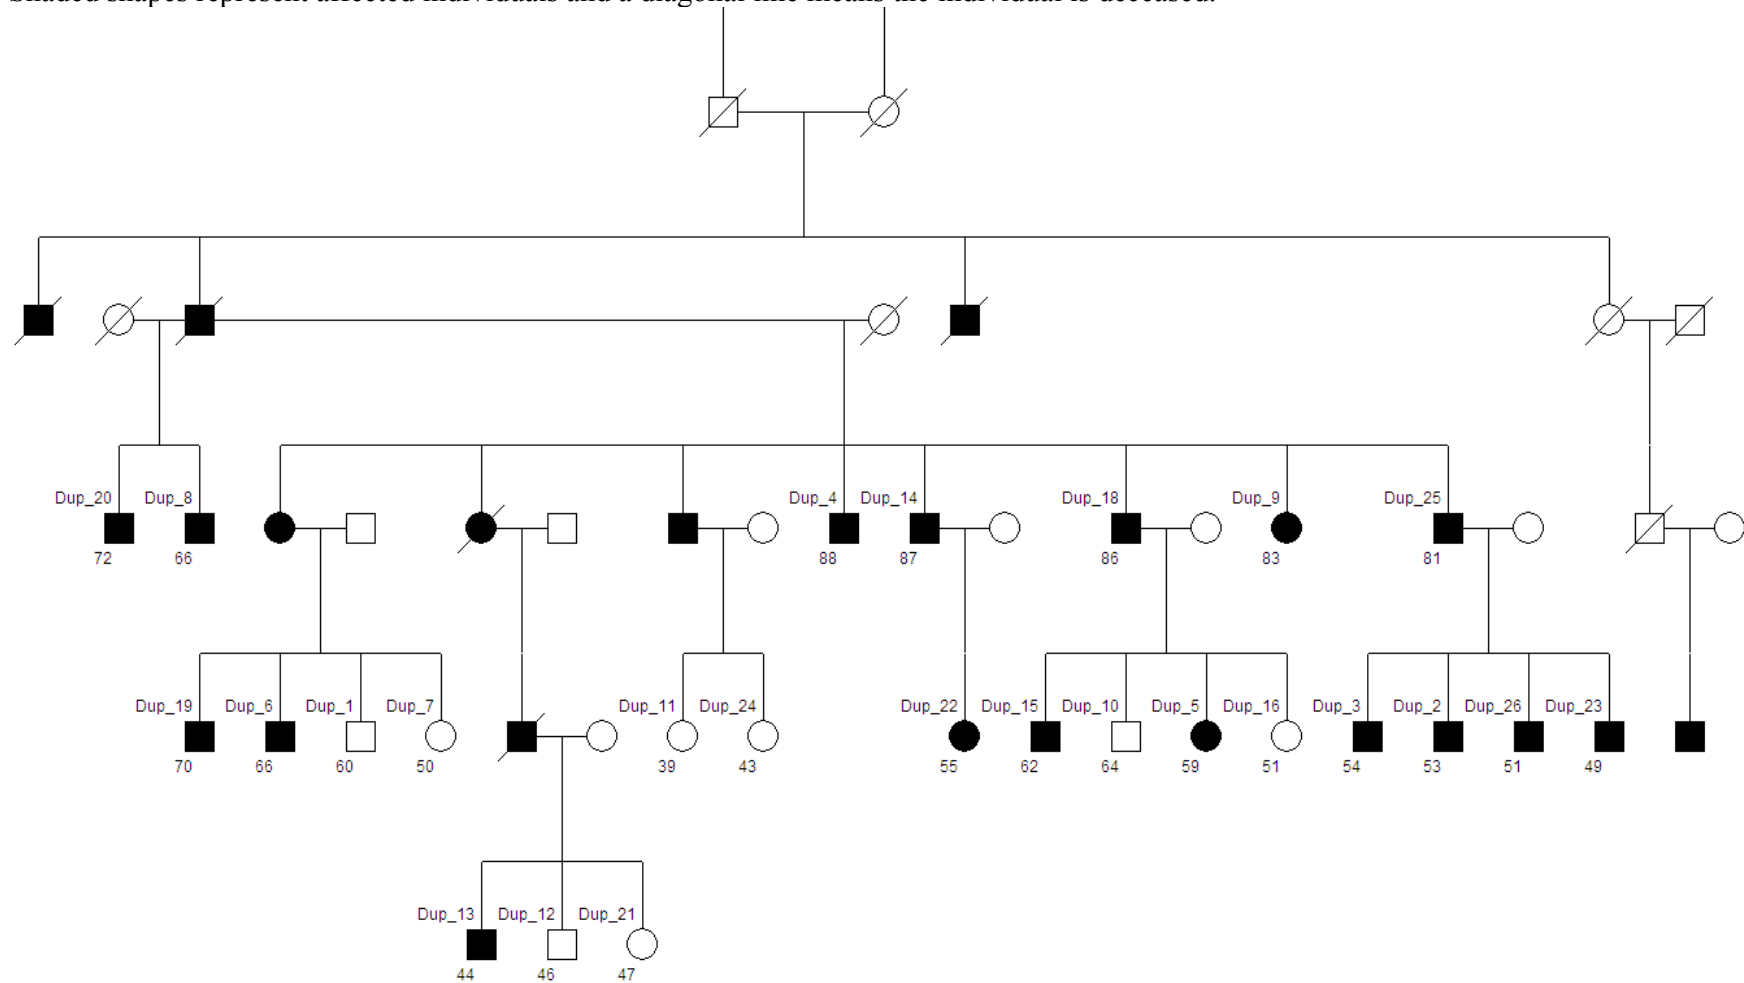 Shaded shapes represent affected individuals and a diagonal line means the individual is deceased.
Dup_20 Dup_8 Dup_4 Dup_14 Dup_18 Dup_9 Dup_25
72 66 88 87 86 83 81
Dup_19 Dup_6 Dup_1 Dup_7 Dup_11 Dup_24 Dup_22 Dup_15 Dup_10 Dup_5 Dup_16 Dup_3 Dup_2 Dup_26 Dup_23
70 66 60 50 39 43 55 62 64 59 51 54 53 51 49
Dup_13 Dup_12 Dup_21
44 46 47